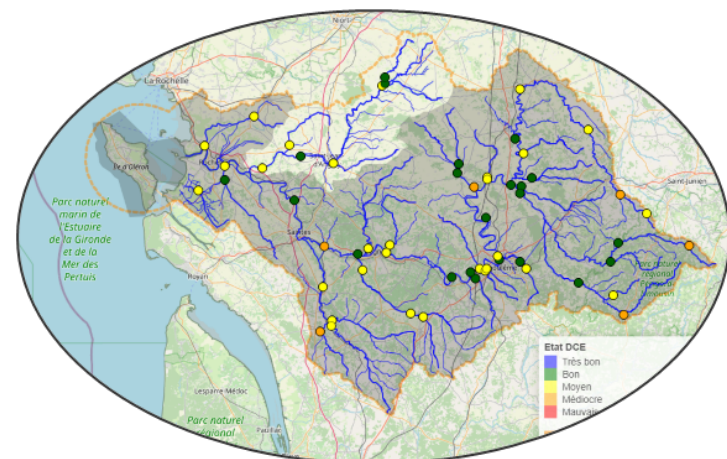 Niort
La Rochelle
Île d'Oléron
Saint-Junien
Parc naturel
marin de
l'Estuaire
de la Gironde
et de la
Mer des
Pertuis
Saintes
Royan
Parc naturel
régional
Lesparre-Médoc
Pauillac
Parc naturel
régional
Etat DCE
Très bon
Bon
Moyen
Médiocre
Mauvais